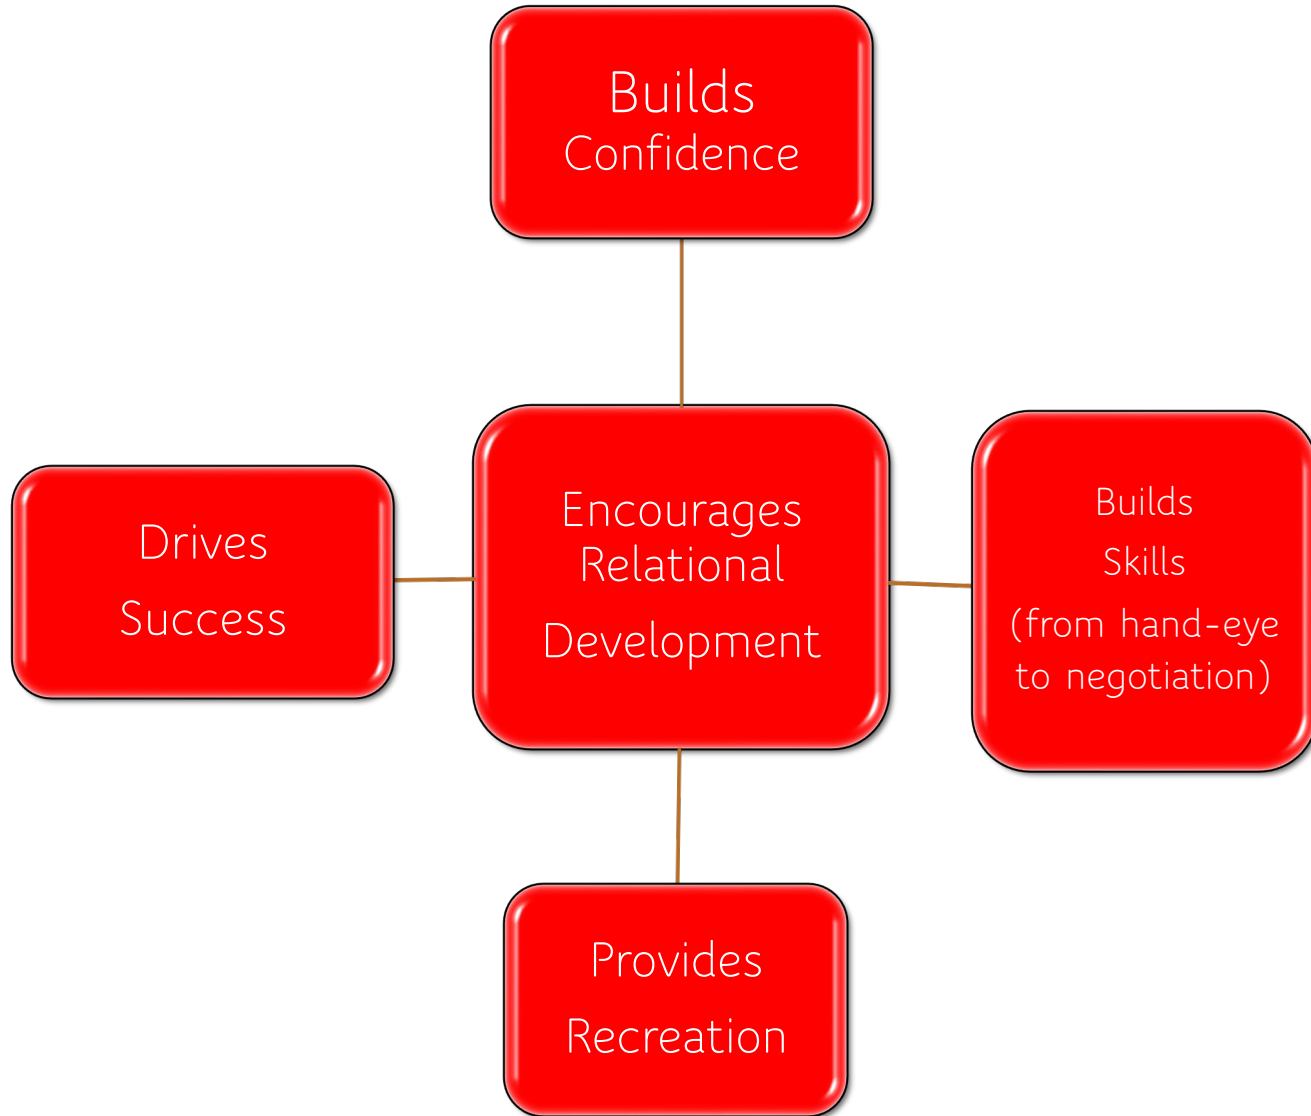 Builds
Confidence
Drives
Success
Encourages
Relational
Development
Builds
Skills
(from hand-eye
to negotiation)
Provides
Recreation